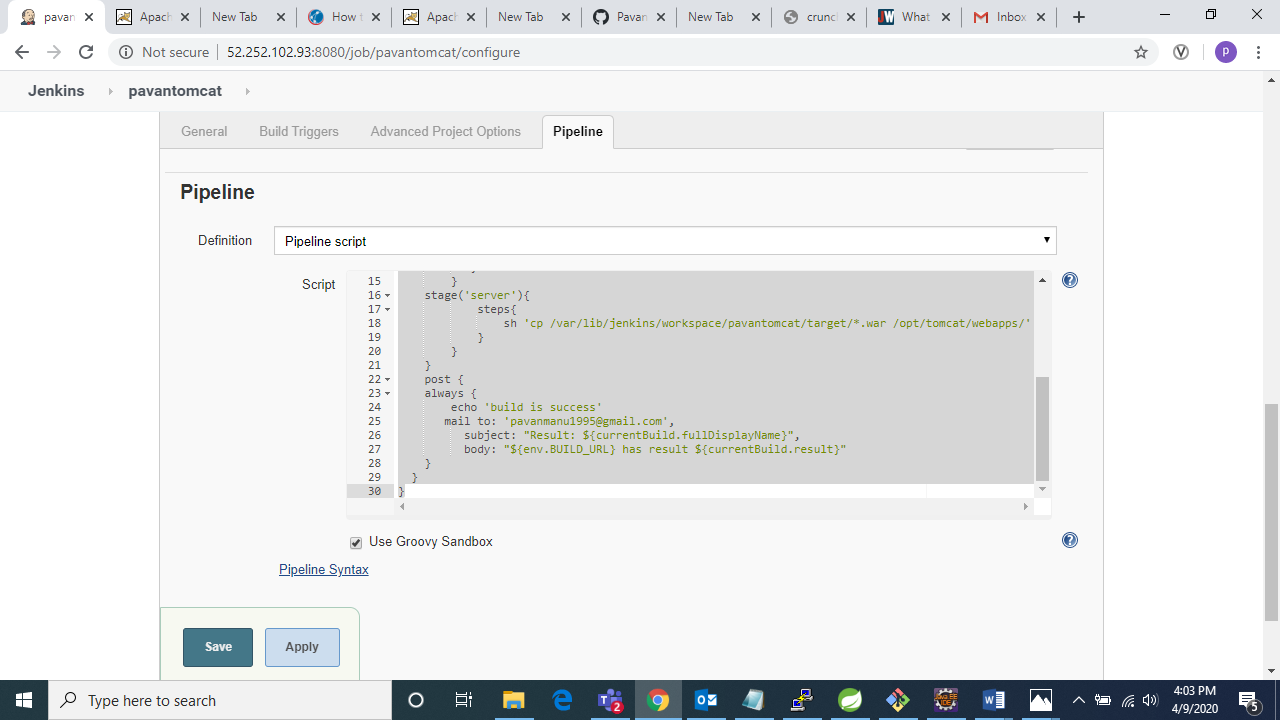 pavan
Apach
New Tab
How t
Apac
New Tab
Pavan
New Tab
crunc
What
Inbox
Not secure
52.252.102.93:8080/job/pavantomcat/configure
p
Jenkins
pavantomcat
General
Build Triggers
Advanced Project Options
Pipeline
Pipeline
Definition
Pipeline script
Script
15 }
16 stage('server'){
17 steps{
18 sh 'cp /var/lib/jenkins/workspace/pavantomcat/target/*.war /opt/tomcat/webapps/'
19 }
20 }
21 }
22 post {
23 always {
24 echo 'build is success'
25 mail to: 'pavanmanu1995@gmail.com',
26 subject: "Result: ${currentBuild.fullDisplayName}",
27 body: "${env.BUILD_URL} has result ${currentBuild.result}"
28 }
29 }
30 }
Use Groovy Sandbox
Pipeline Syntax
Save
Apply
Type here to search
2
4:03 PM
4/9/2020
5